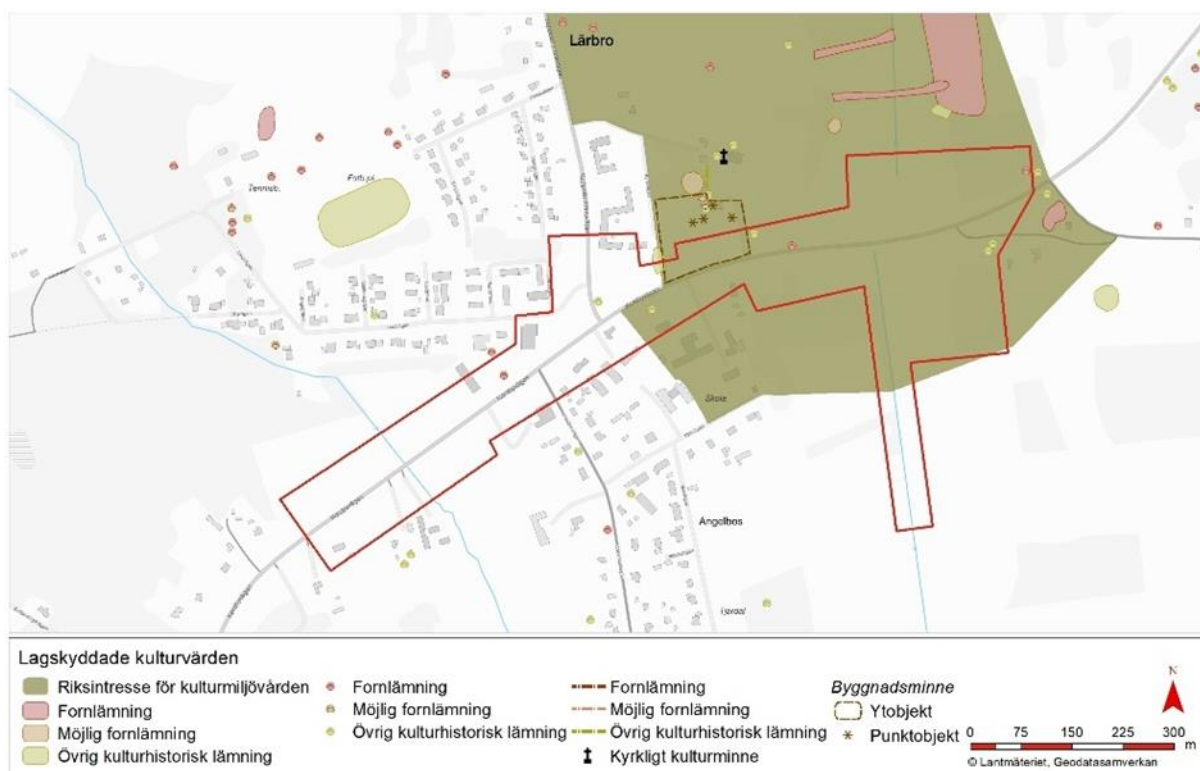 Lärbro
Skola
Angelbos
Lagskyddade kulturvärden
Riksintresse för kulturmiljövården
Fornlämning
Möjlig fornlämning
Övrig kulturhistorisk lämning
Fornlämning
Möjlig fornlämning
Övrig kulturhistorisk lämning
Fornlämning
Möjlig fornlämning
Övrig kulturhistorisk lämning
Kyrkligt kulturminne
Byggnadsminne
Ytobjekt
Punktobjekt
N
0 75 150 225 300
m
© Lantmäteriet, Geodatasamverkan